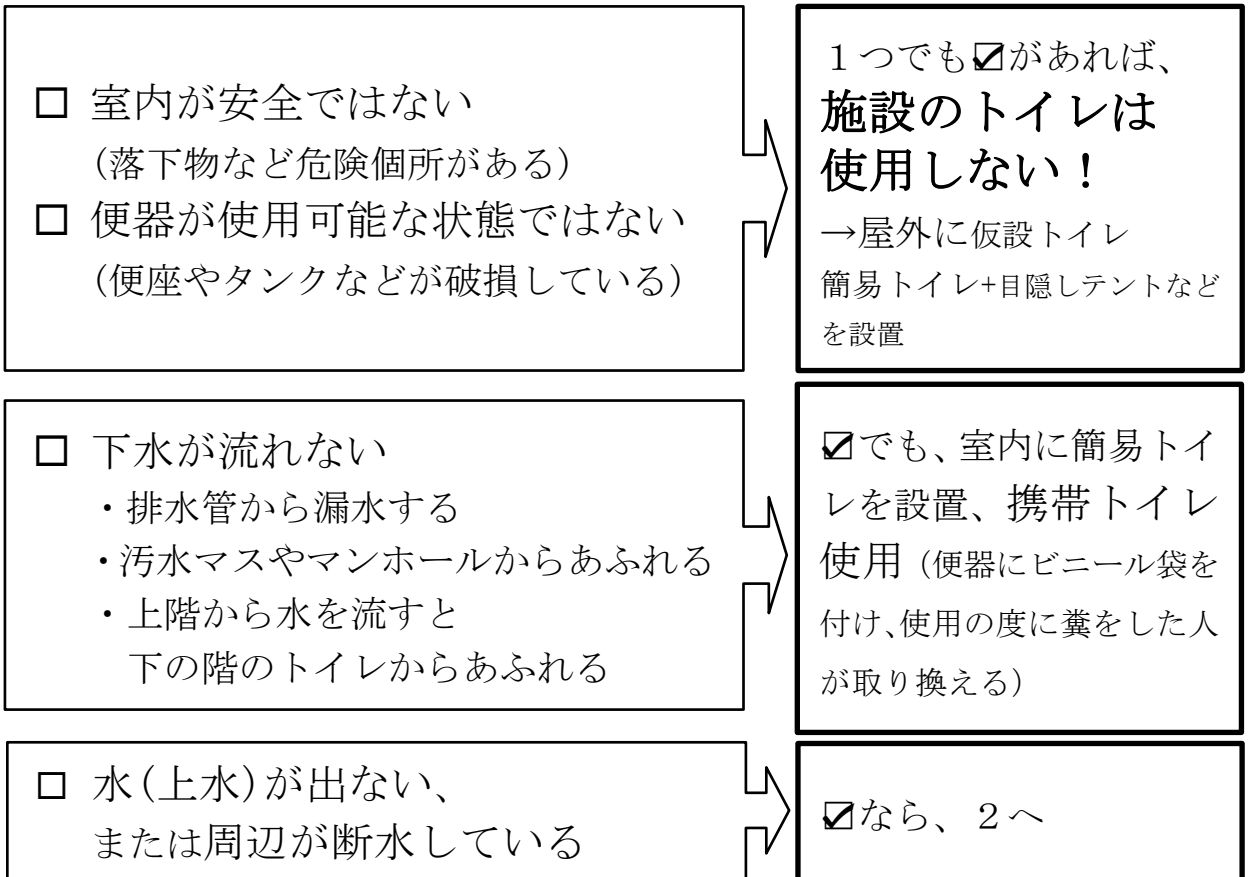 □ 室内が安全ではない
(落下物など危険個所がある)
□ 便器が使用可能な状態ではない
(便座やタンクなどが破損している)
１つでも☑があれば、
施設のトイレは
使用しない！
→屋外に仮設トイレ
簡易トイレ+目隠しテントなど
を設置
□ 下水が流れない
・排水管から漏水する
・汚水マスやマンホールからあふれる
・上階から水を流すと
下の階のトイレからあふれる
☑でも、室内に簡易トイ
レを設置、携帯トイレ
使用（便器にビニール袋を
付け、使用の度に糞をした人
が取り換える）
□ 水(上水)が出ない、
または周辺が断水している
☑なら、２へ